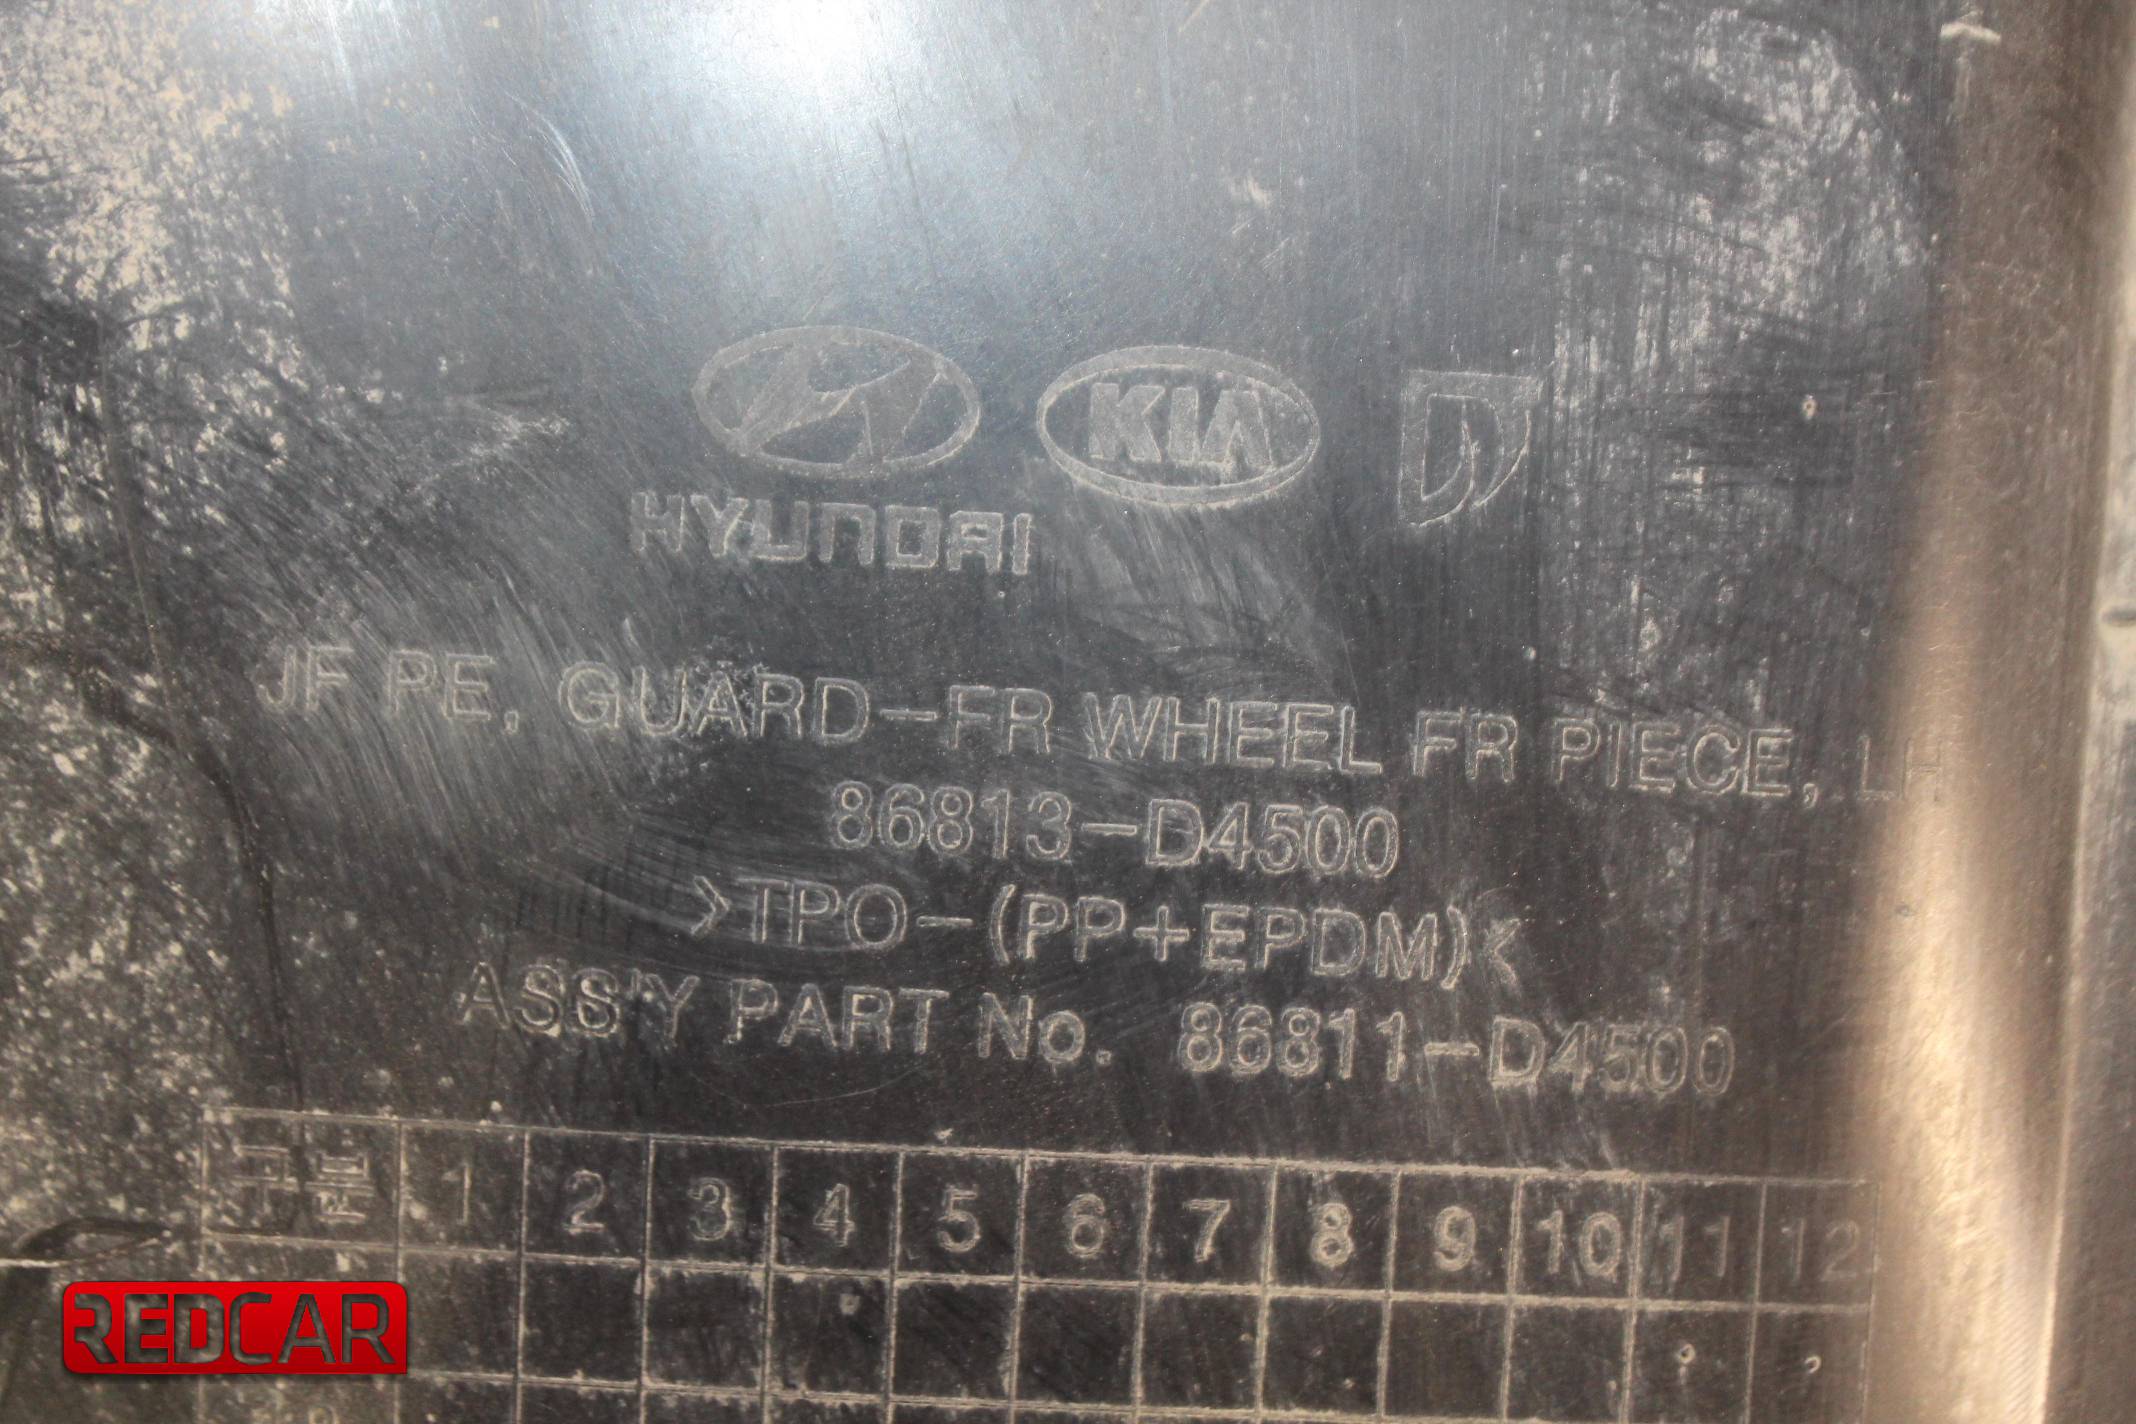 HYUNDAI
KIA
JF PE, GUARD-FR WHEEL FR PIECE, LH
86813-D4500
>TPO-(PP+EPDM)<
ASS'Y PART No. 86811-D4500
구분 1 2 3 4 5 6 7 8 9 10 11 12
REDCAR